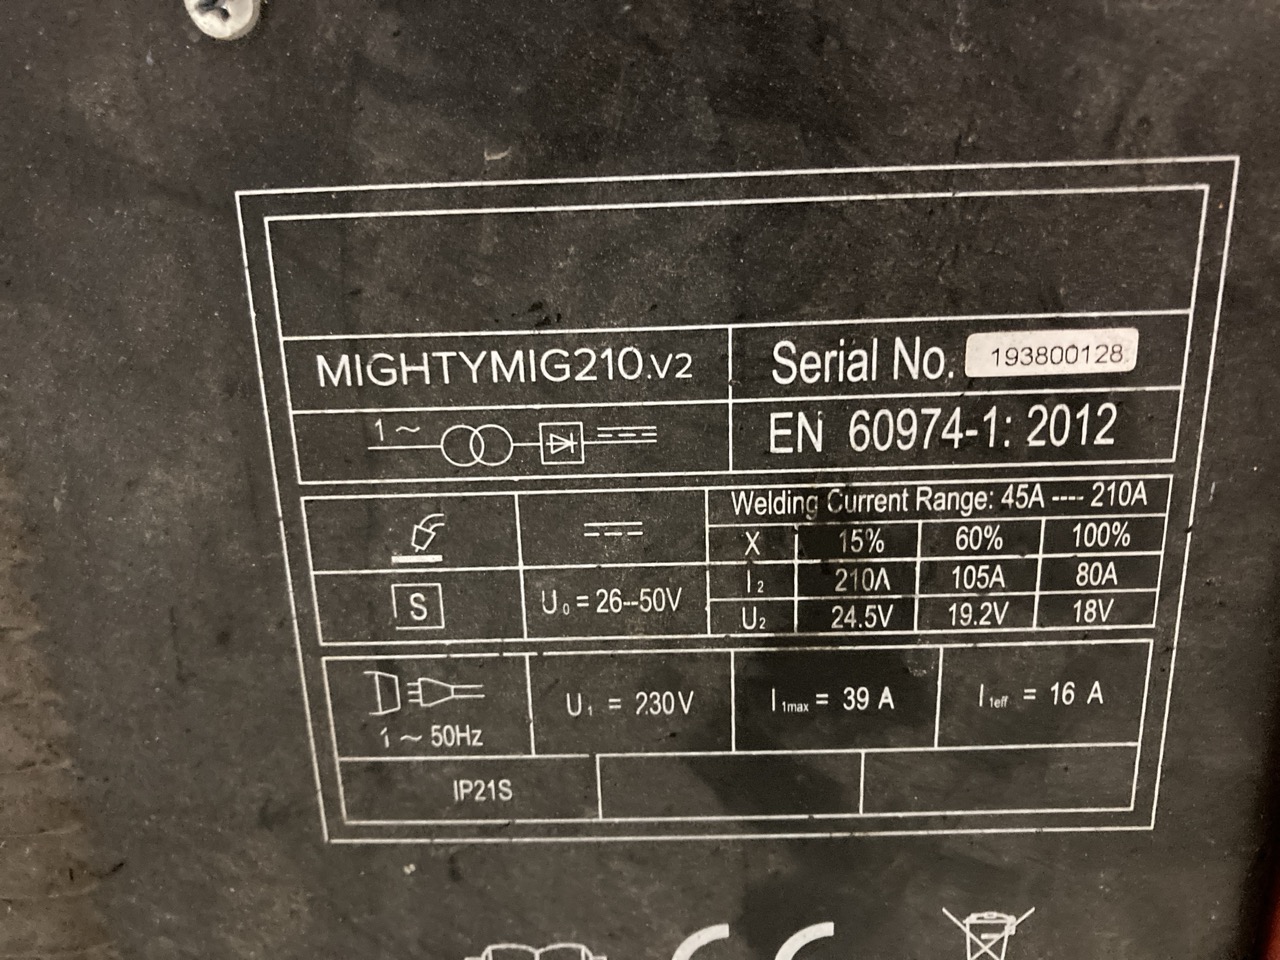 MIGHTYMIG210.V2
Serial No. 193800128
1~
EN 60974-1: 2012
Welding Current Range: 45A ---- 210A
X 15% 60% 100%
I2 210A 105A 80A
S
U0 = 26--50V
U2 24.5V 19.2V 18V
1 ~ 50Hz
U1 = 230V
I1max = 39 A
I1eff = 16 A
IP21S
CE